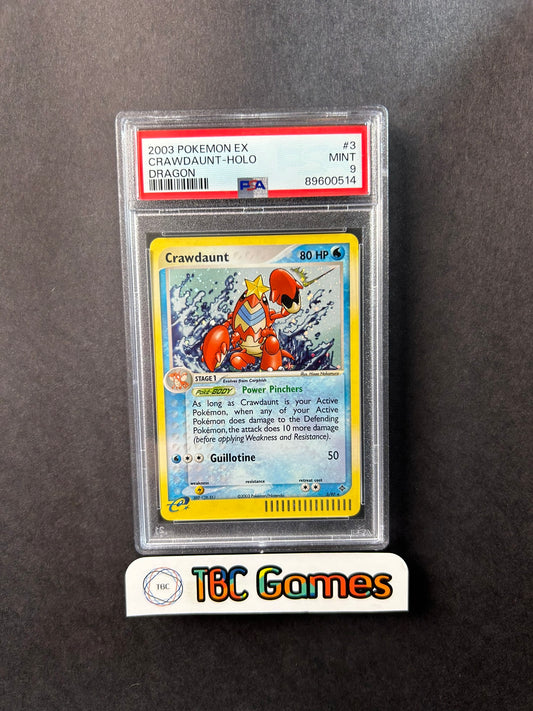 2003 POKEMON EX #3
CRAWDAUNT-HOLO MINT
DRAGON 9
PSA 89600514
Crawdaunt 80 HP
STAGE 1 Evolves from Corphish
Poké-BODY Power Pinchers
As long as Crawdaunt is your Active
Pokémon, when any of your Active
Pokémon does damage to the Defending
Pokémon, the attack does 10 more damage
(before applying Weakness and Resistance).
Guillotine 50
weakness resistance retreat cost
©2003 Pokémon/Nintendo
TBC TBC Games